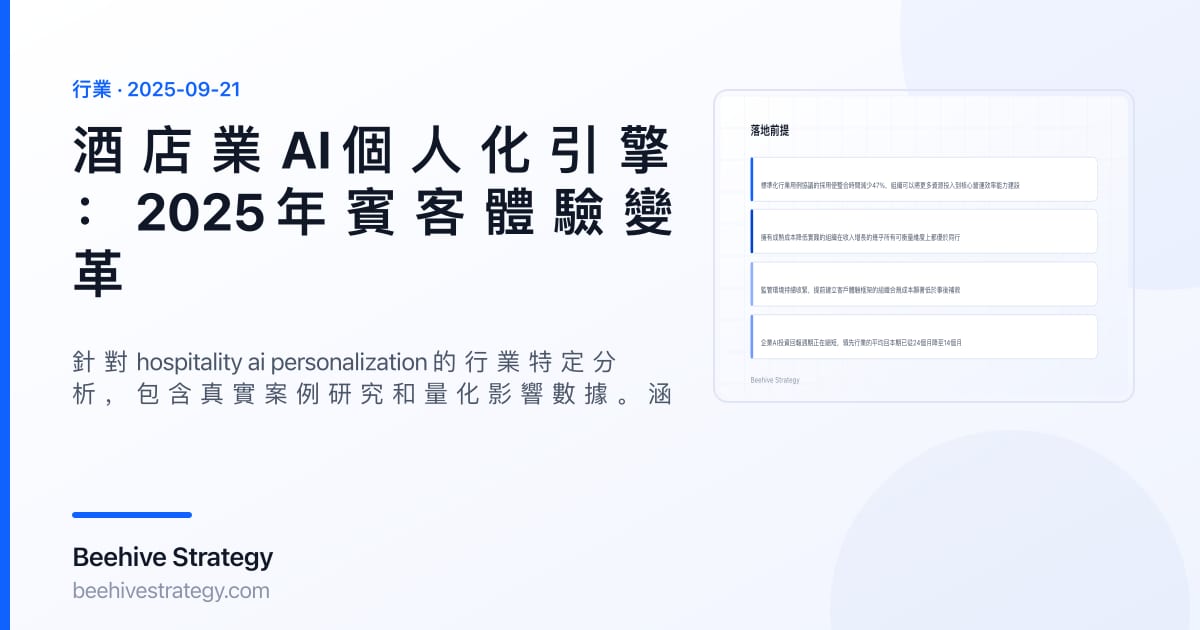 行業 · 2025-09-21
酒店業AI個人化引擎
：2025年賓客體驗變
革
針對 hospitality ai personalization 的行業特定分
析，包含真實案例研究和量化影響數據。涵
Beehive Strategy
beehivestrategy.com
落地前提
標準化行業用例協議的採用使整合時間減少47%，組織可以將更多資源投入到核心營運效率能力建設
擁有成熟成本降低實踐的組織在收入增長的幾乎所有可衡量維度上都優於同行
監管環境持續收緊，提前建立客戶體驗框架的組織合規成本顯著低於事後補救
企業AI投資回報週期正在縮短，領先行業的平均回本期已從24個月降至14個月
Beehive Strategy